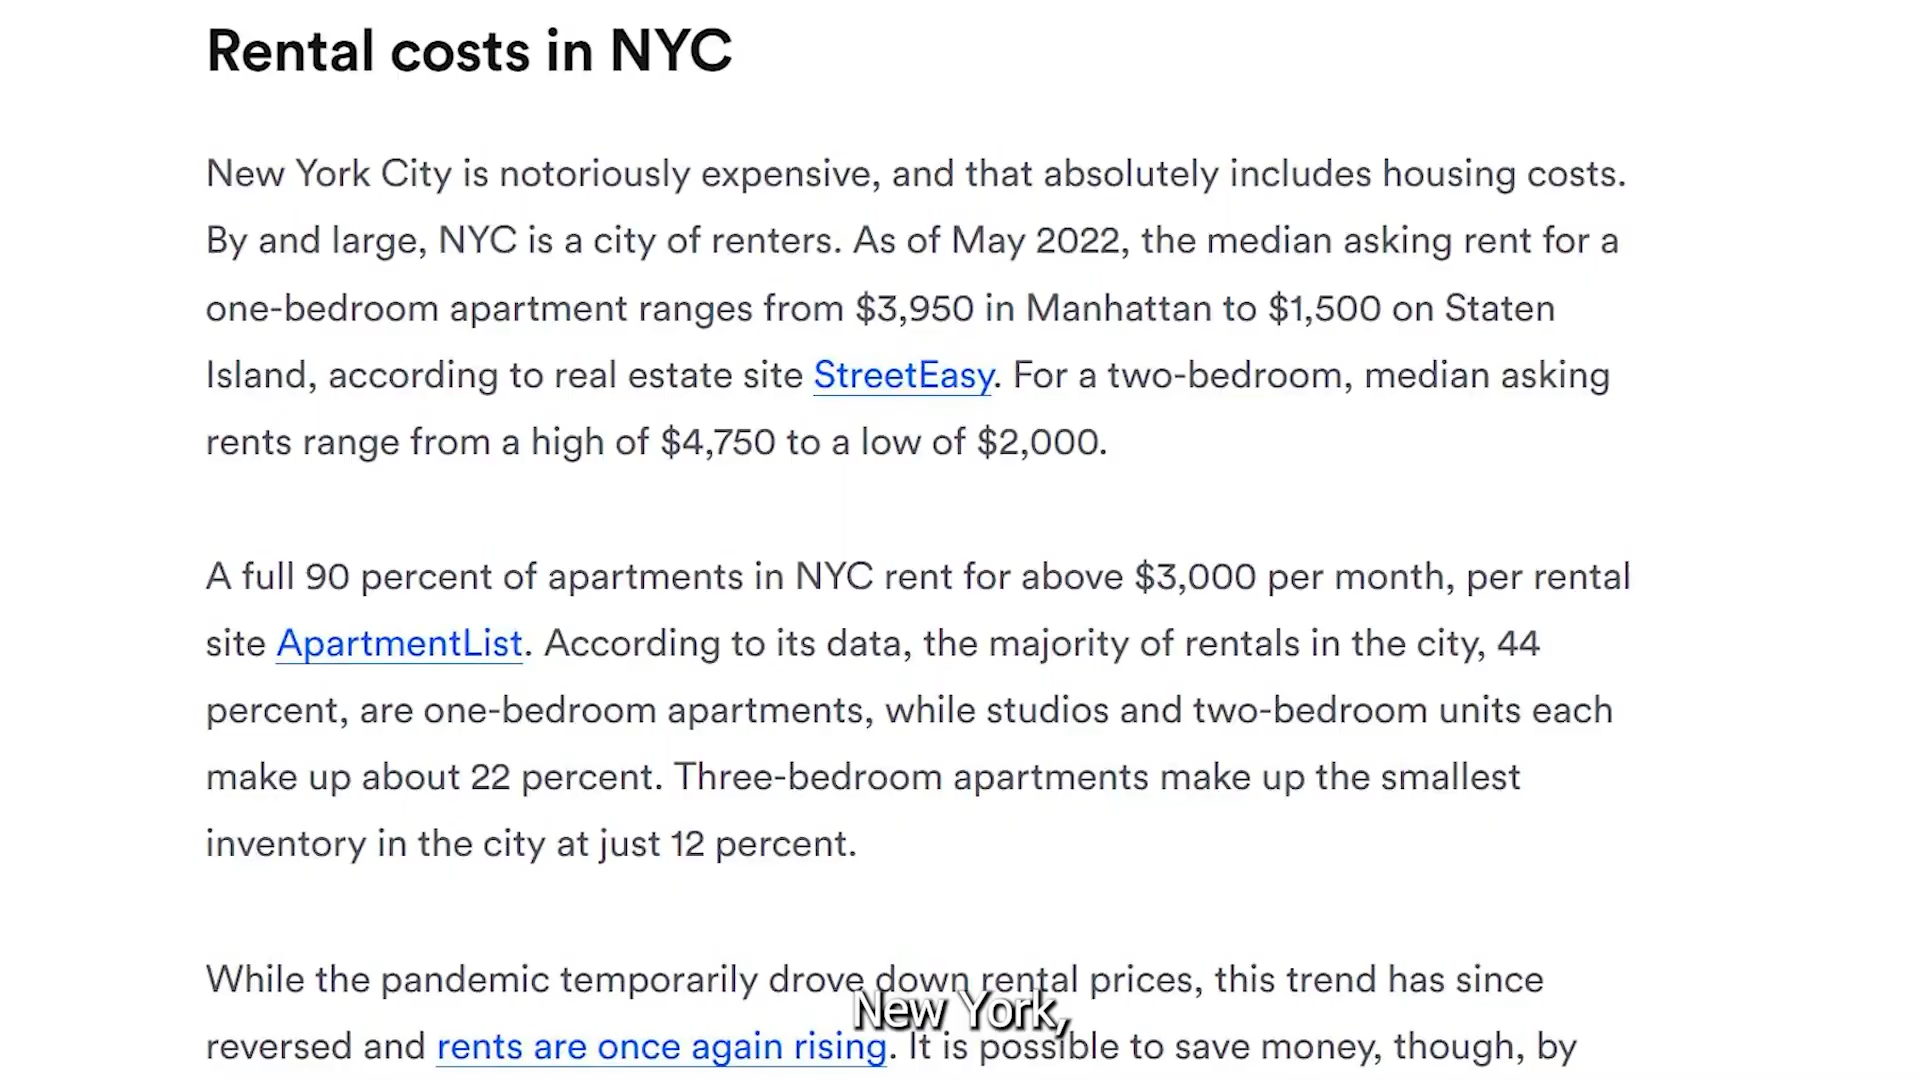 Rental costs in NYC
New York City is notoriously expensive, and that absolutely includes housing costs.
By and large, NYC is a city of renters. As of May 2022, the median asking rent for a
one-bedroom apartment ranges from $3,950 in Manhattan to $1,500 on Staten
Island, according to real estate site StreetEasy. For a two-bedroom, median asking
rents range from a high of $4,750 to a low of $2,000.
A full 90 percent of apartments in NYC rent for above $3,000 per month, per rental
site ApartmentList. According to its data, the majority of rentals in the city, 44
percent, are one-bedroom apartments, while studios and two-bedroom units each
make up about 22 percent. Three-bedroom apartments make up the smallest
inventory in the city at just 12 percent.
While the pandemic temporarily drove down rental prices, this trend has since
New York,
reversed and rents are once again rising. It is possible to save money, though, by